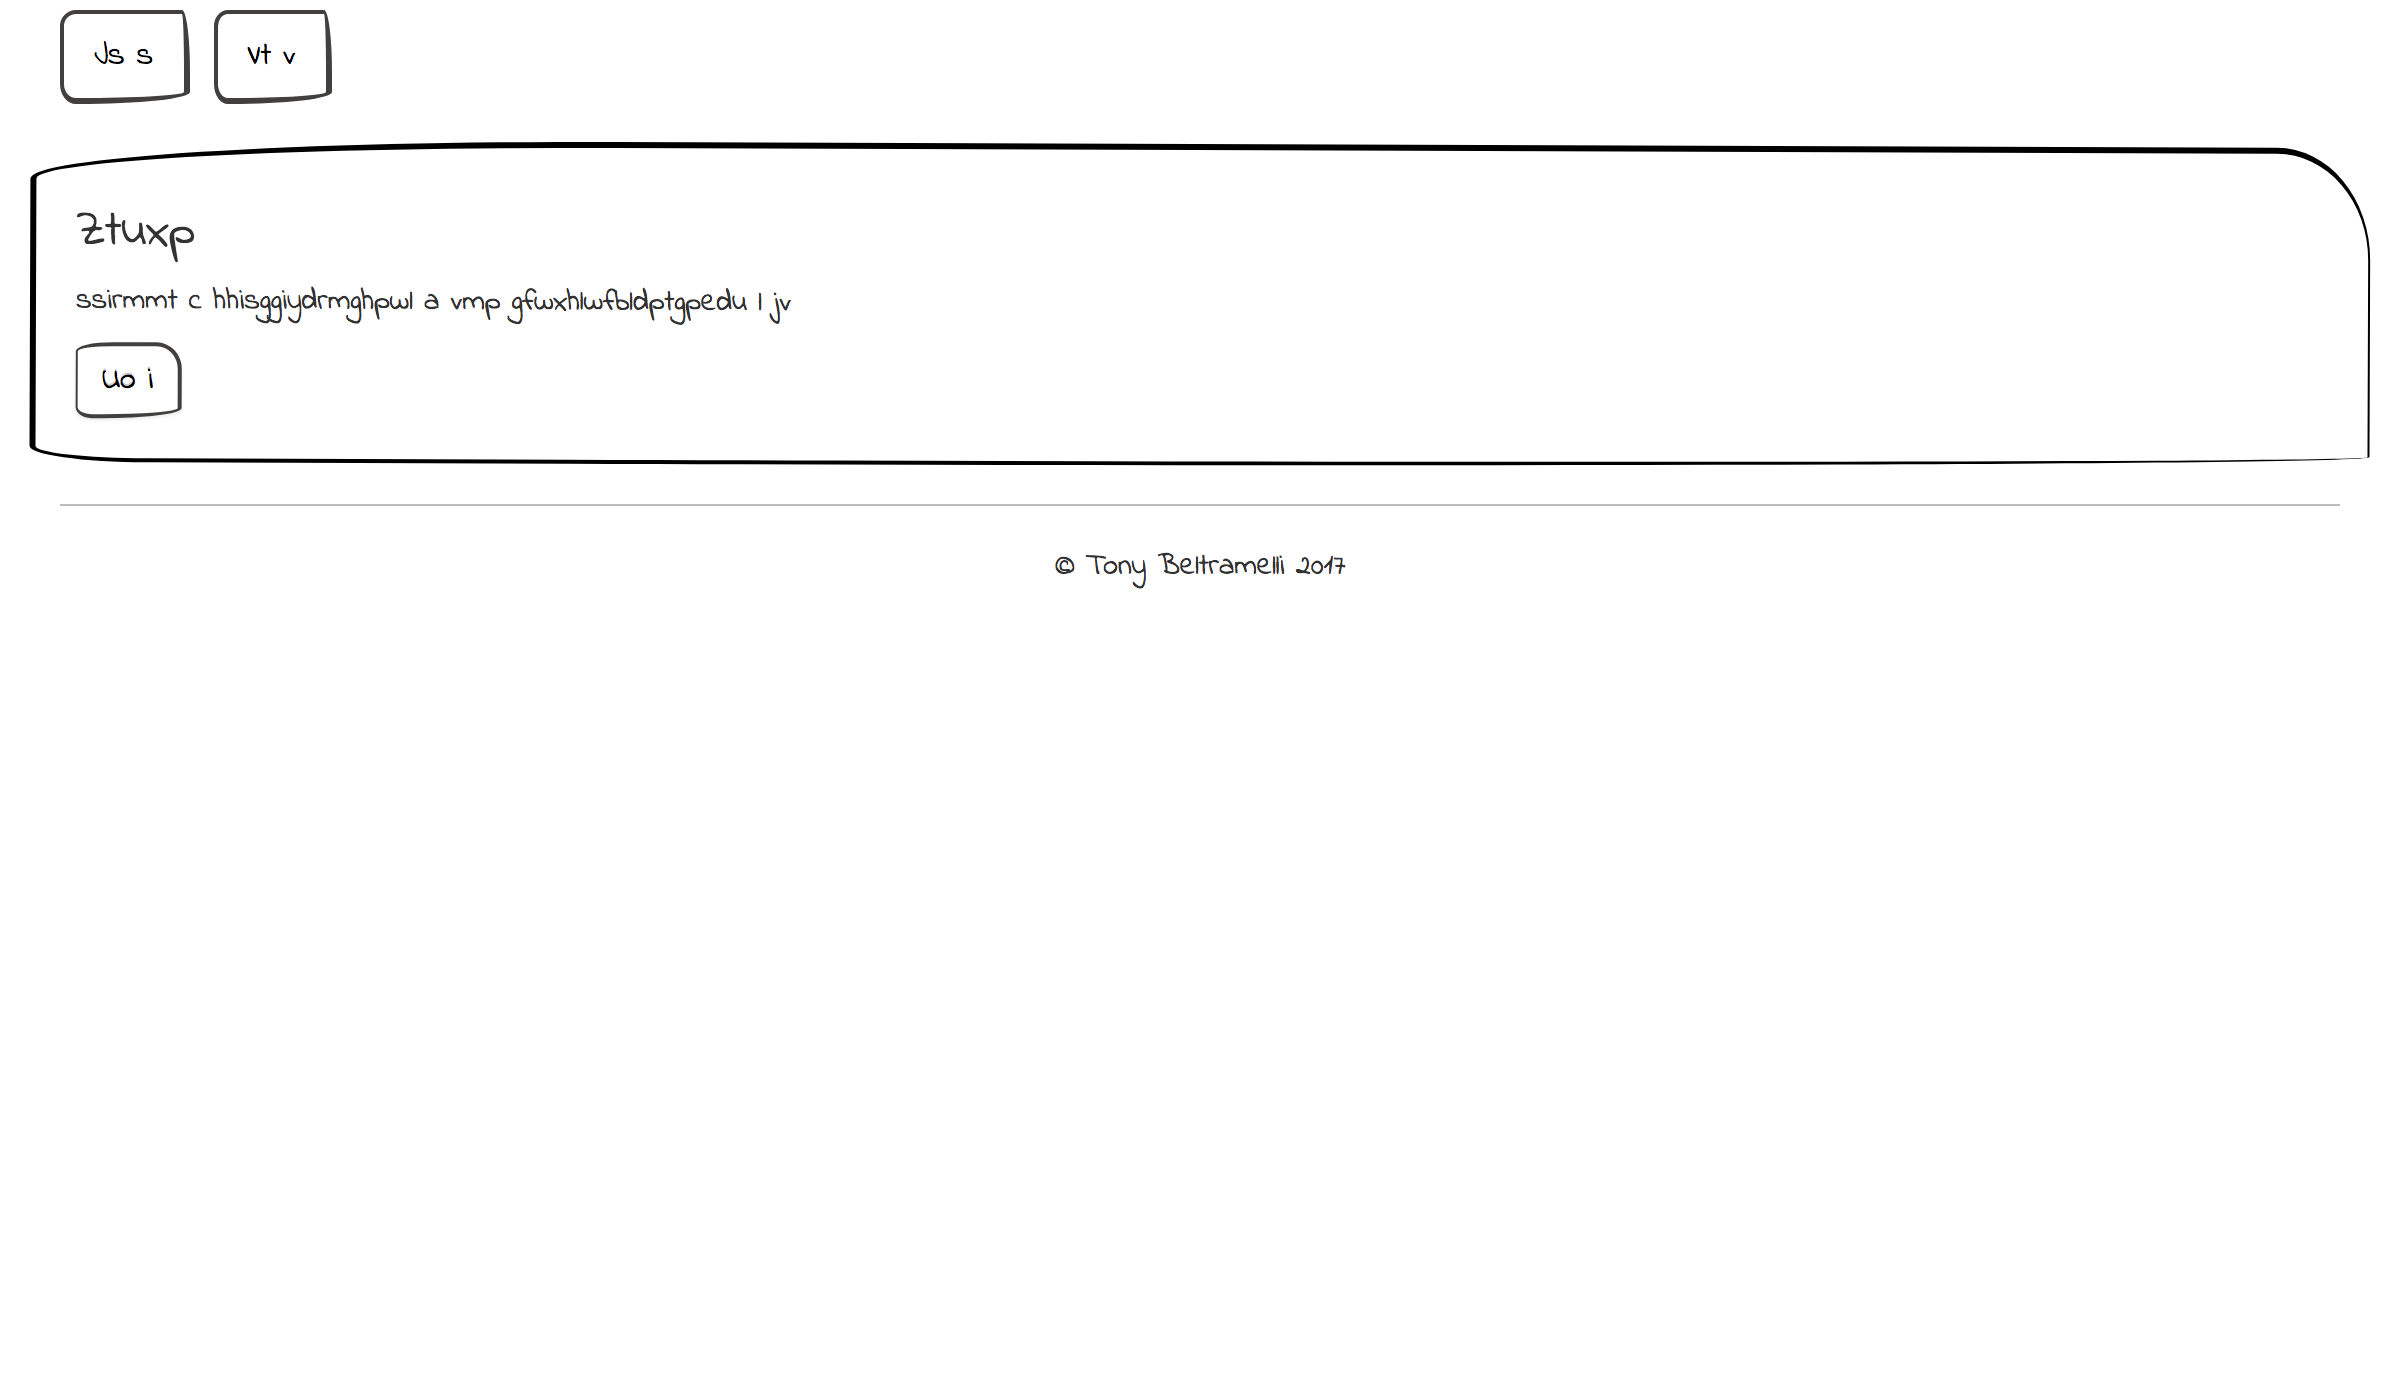 Js s
Vt v
Ztuxp
ssirmmt c hhisggiydrmghpwl a vmp gfwxhlwfbldptgpedu l jv
Uo i
© Tony Beltramelli 2017